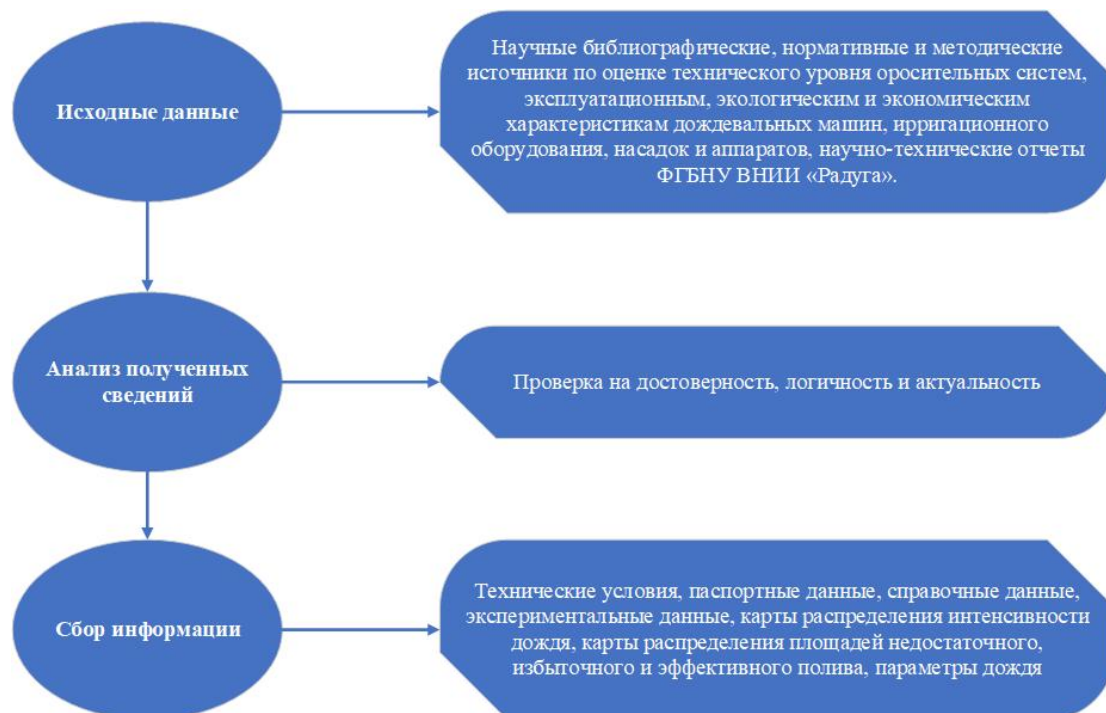 Исходные данные
Научные библиографические, нормативные и методические
источники по оценке технического уровня оросительных систем,
эксплуатационным, экологическим и экономическим
характеристикам дождевальных машин, ирригационного
оборудования, насадок и аппаратов, научно-технические отчеты
ФГБНУ ВНИИ «Радуга».
Анализ полученных
сведений
Проверка на достоверность, логичность и актуальность
Сбор информации
Технические условия, паспортные данные, справочные данные,
экспериментальные данные, карты распределения интенсивности
дождя, карты распределения площадей недостаточного,
избыточного и эффективного полива, параметры дождя